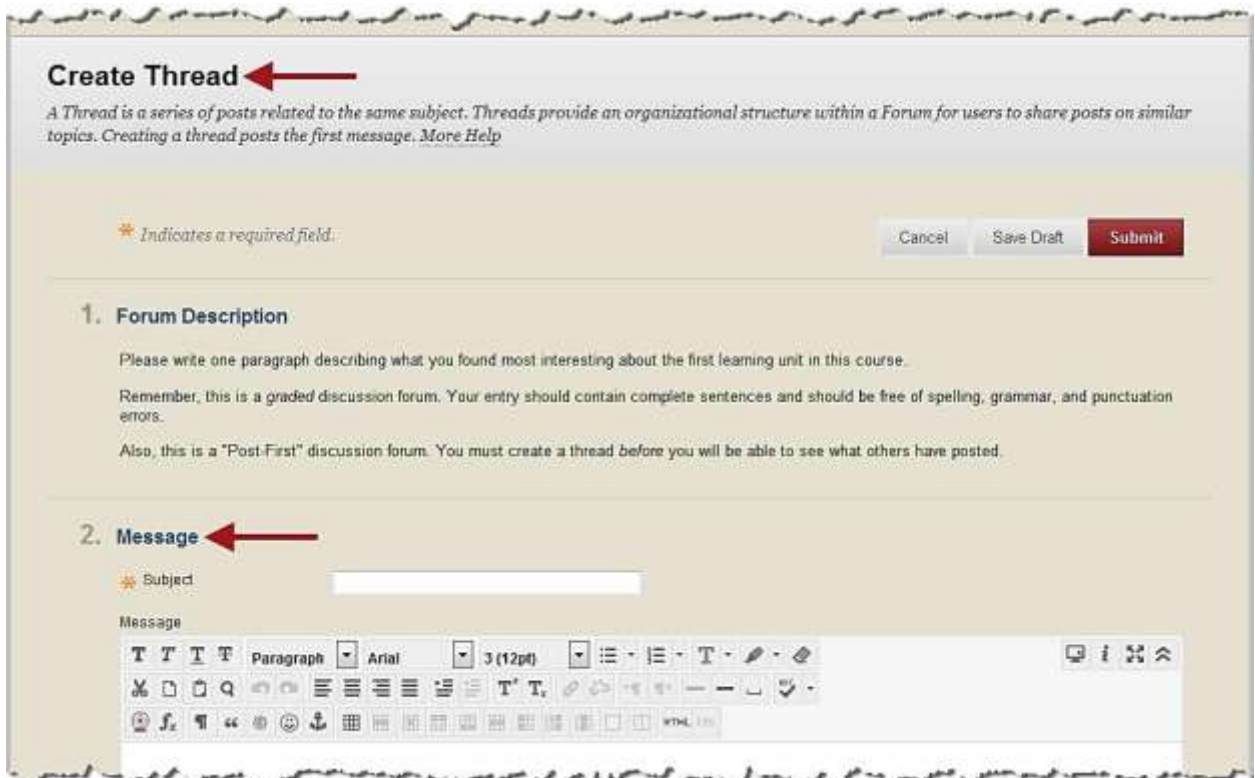 Create Thread
A Thread is a series of posts related to the same subject. Threads provide an organizational structure within a Forum for users to share posts on similar
topics. Creating a thread posts the first message. More Help
* Indicates a required field.
Cancel Save Draft Submit
1. Forum Description
Please write one paragraph describing what you found most interesting about the first learning unit in this course.
Remember, this is a graded discussion forum. Your entry should contain complete sentences and should be free of spelling, grammar, and punctuation
errors.
Also, this is a "Post-First" discussion forum. You must create a thread before you will be able to see what others have posted.
2. Message
* Subject
Message
T T T T Paragraph Arial 3 (12pt) T
T T
fx ¶ HTML